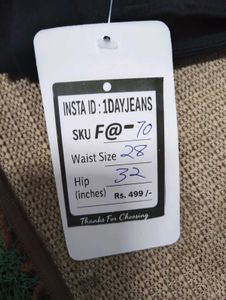 INSTA ID : 1DAYJEANS
SKU F@-70
Waist Size 28
Hip 32
(inches) Rs. 499/-
Thanks For Choosing